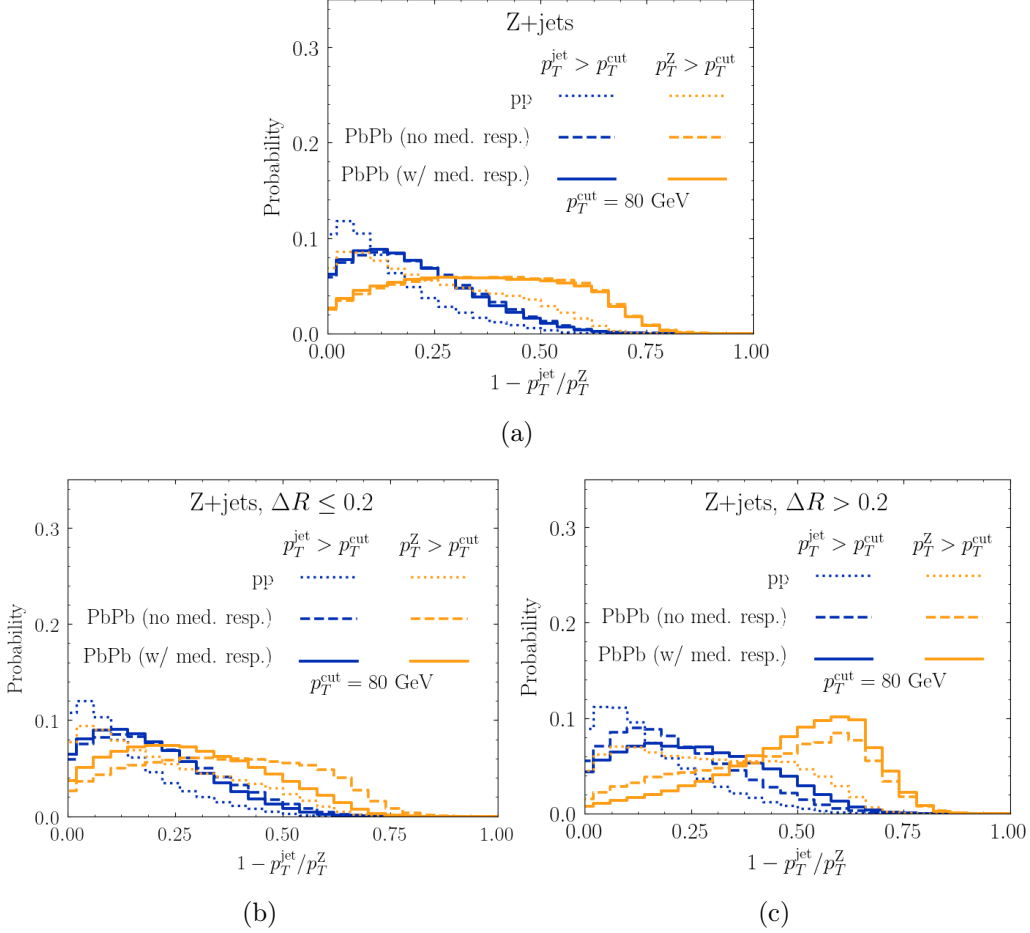 Z+jets
p_T^jet > p_T^cut p_T^Z > p_T^cut
pp
PbPb (no med. resp.)
PbPb (w/ med. resp.)
p_T^cut = 80 GeV
Probability
0.3
0.2
0.1
0.0
0.00 0.25 0.50 0.75 1.00
1 − p_T^jet/p_T^Z
(a)
Z+jets, ΔR ≤ 0.2
p_T^jet > p_T^cut p_T^Z > p_T^cut
pp
PbPb (no med. resp.)
PbPb (w/ med. resp.)
p_T^cut = 80 GeV
Probability
0.3
0.2
0.1
0.0
0.00 0.25 0.50 0.75 1.00
1 − p_T^jet/p_T^Z
(b)
Z+jets, ΔR > 0.2
p_T^jet > p_T^cut p_T^Z > p_T^cut
pp
PbPb (no med. resp.)
PbPb (w/ med. resp.)
p_T^cut = 80 GeV
Probability
0.3
0.2
0.1
0.0
0.00 0.25 0.50 0.75 1.00
1 − p_T^jet/p_T^Z
(c)